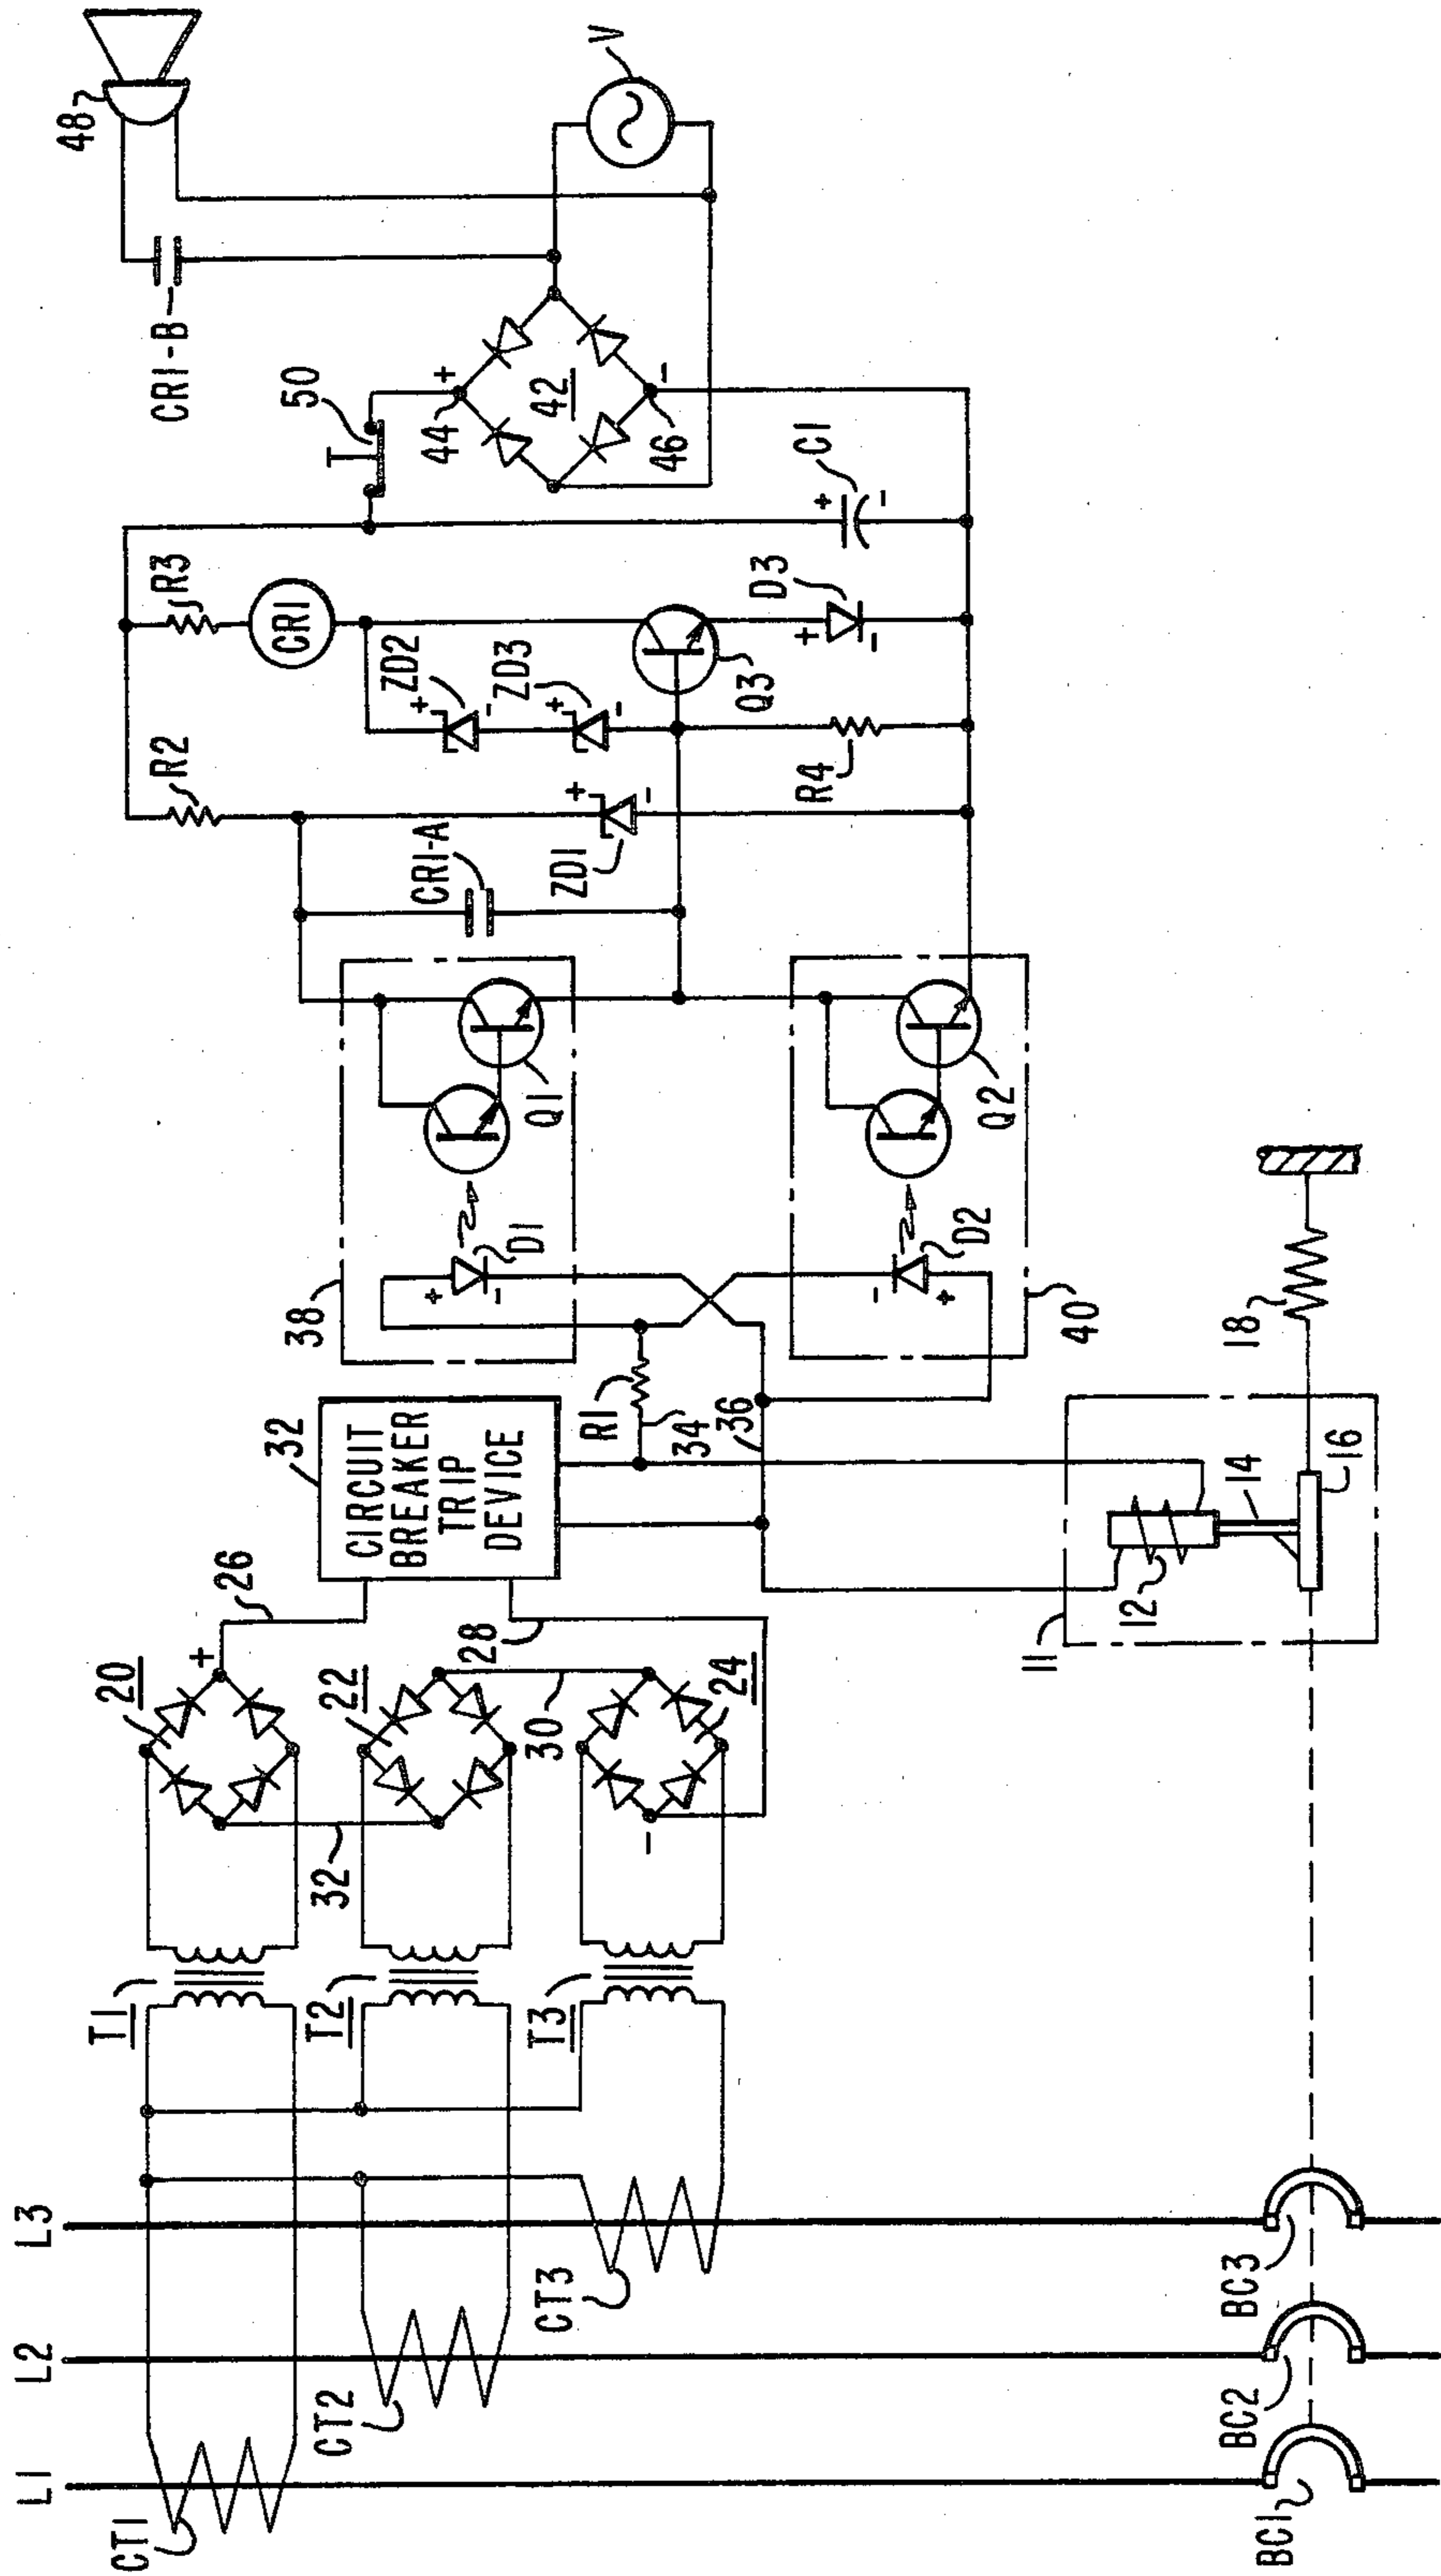 L1
L2
L3
CT1
CT2
CT3
T1
T2
T3
20
22
24
+
-
26
28
30
32
32
CIRCUIT
BREAKER
TRIP
DEVICE
34
36
R1
38
D1
+
-
Q1
40
D2
-
+
Q2
CR1-A
ZD1
+
-
R2
R3
CR1
ZD2
+
-
ZD3
+
-
Q3
R4
D3
+
-
C1
+
-
50
44
+
42
46
-
CR1-B
48
V
11
12
14
16
18
BC1
BC2
BC3